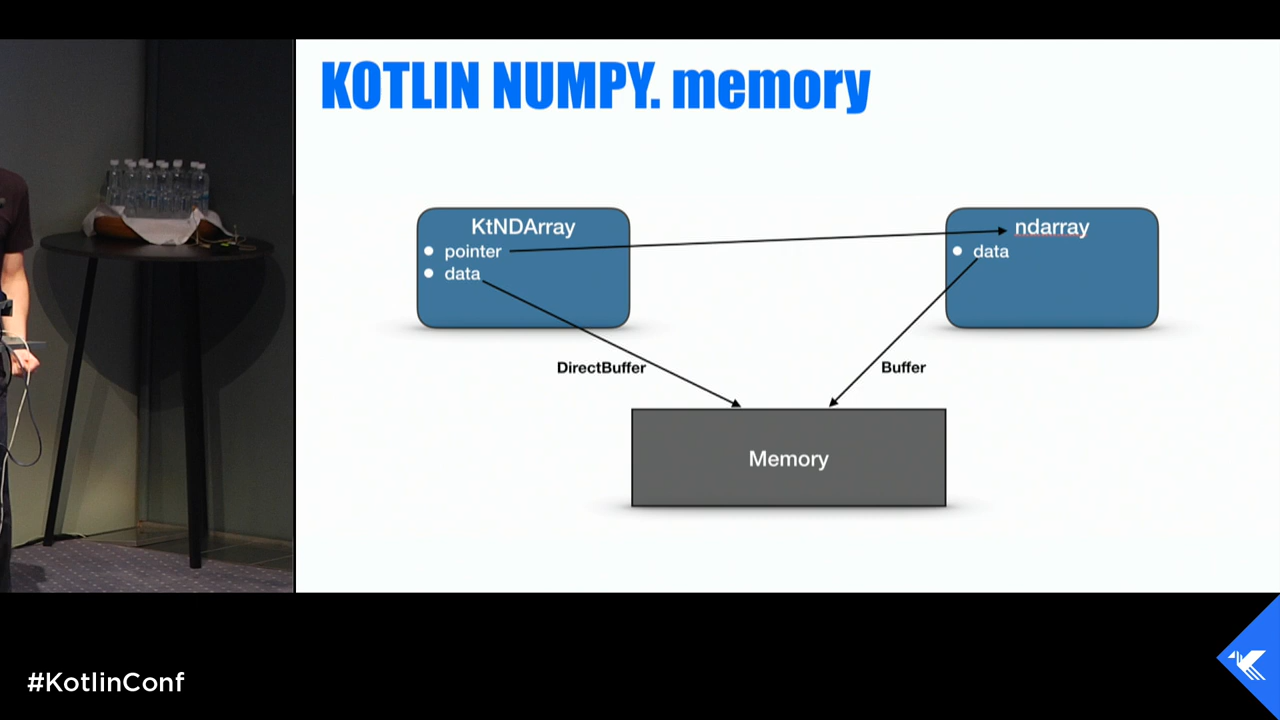 KOTLIN NUMPY. memory
KtNDArray
pointer
data
ndarray
data
DirectBuffer
Buffer
Memory
#KotlinConf